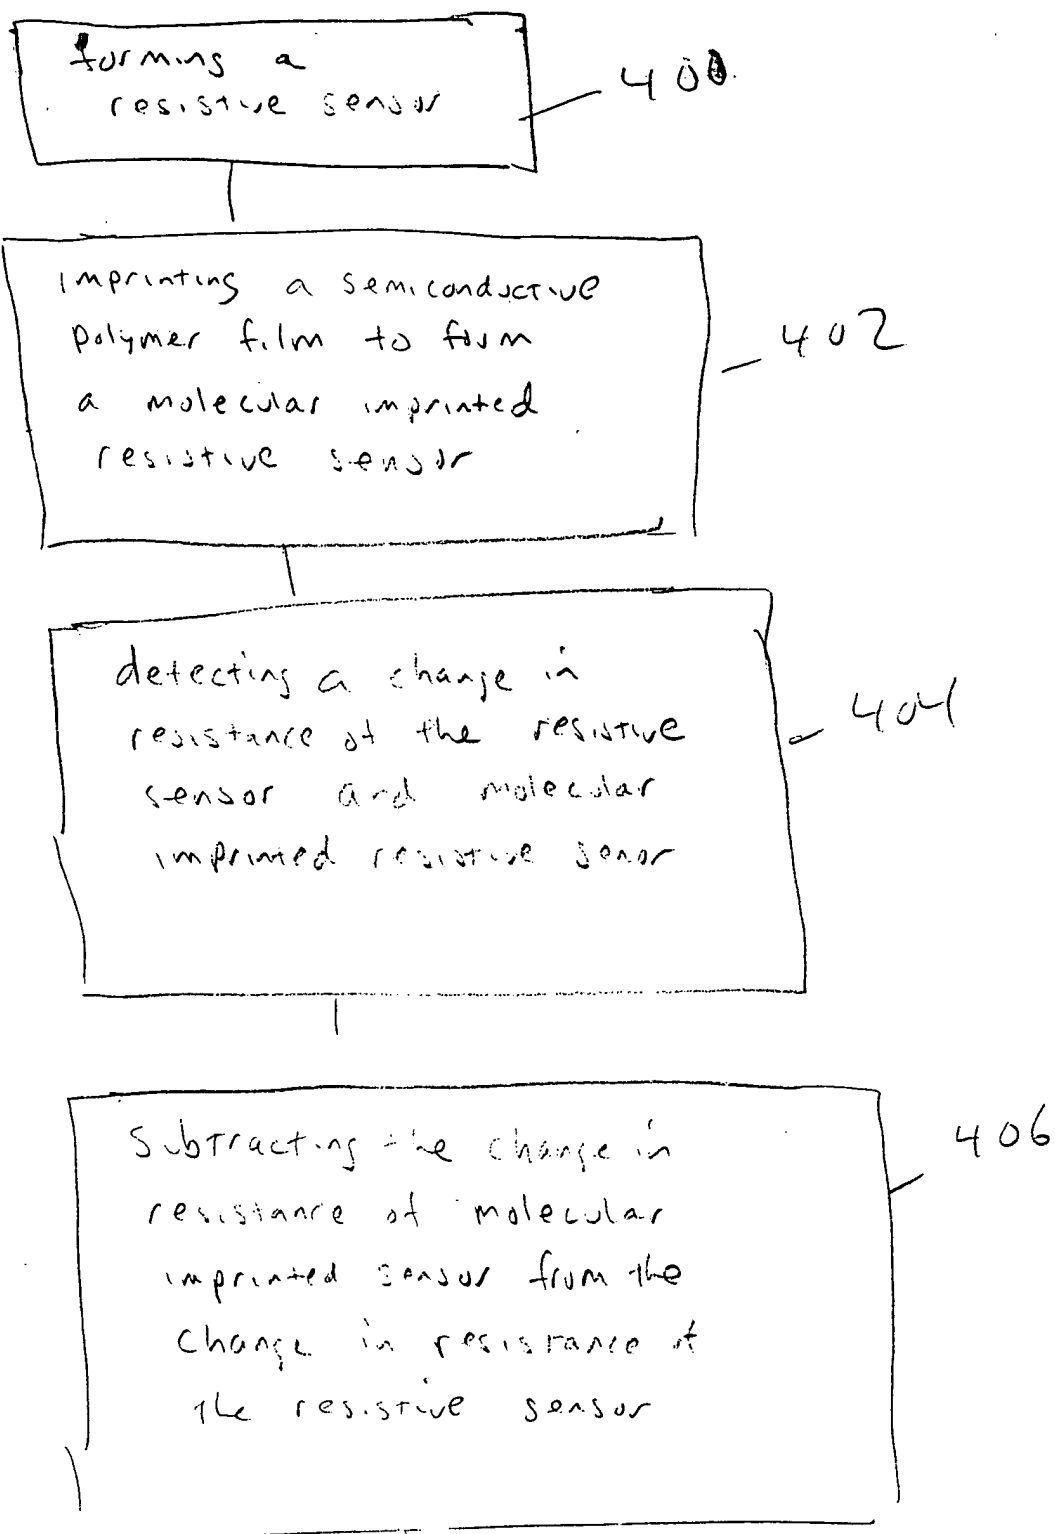 forming a
resistive sensor
400
imprinting a semiconductive
polymer film to form
a molecular imprinted
resistive sensor
402
detecting a change in
resistance of the resistive
sensor and molecular
imprinted resistive senor
404
Subtracting the change in
resistance of molecular
imprinted sensor from the
change in resistance of
the resistive sensor
406